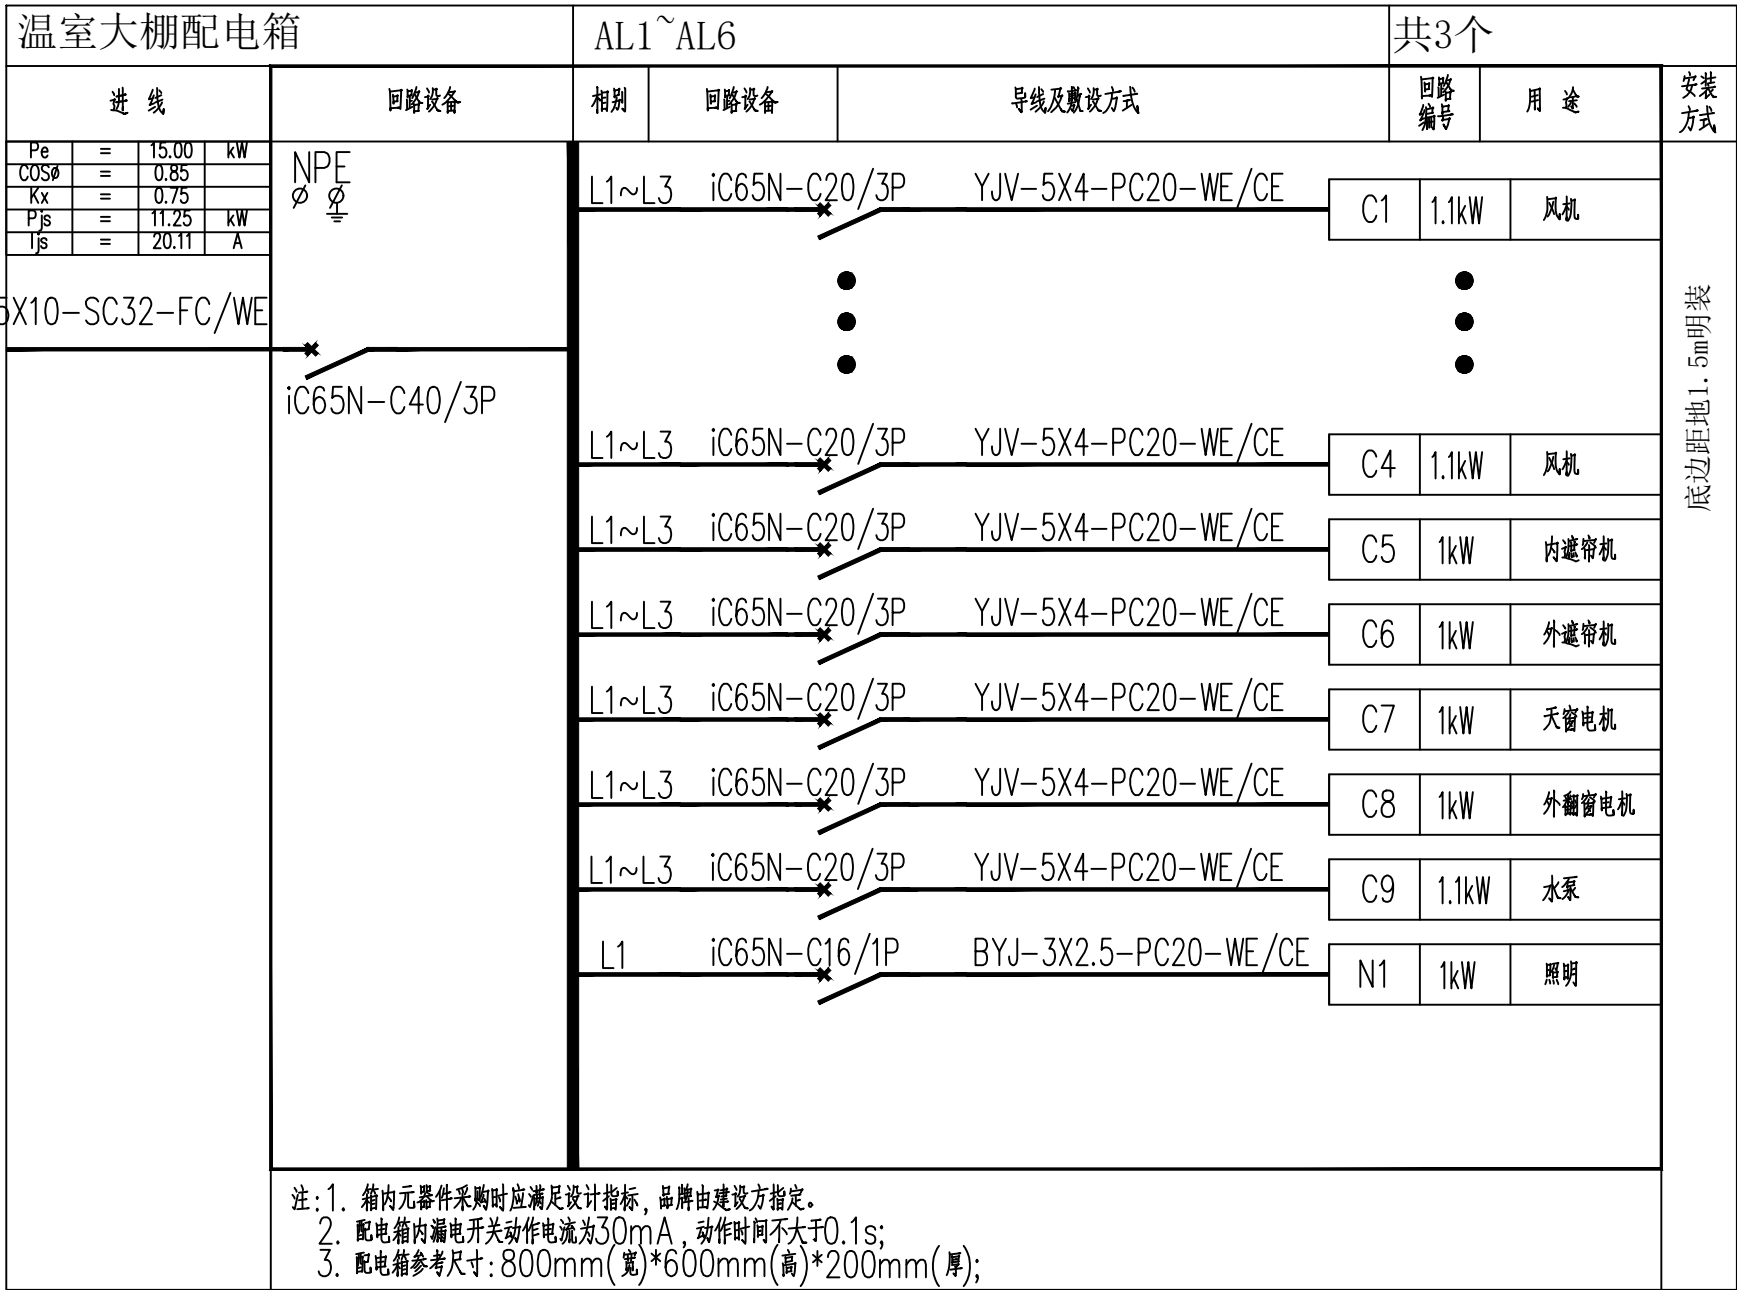 温室大棚配电箱 AL1~AL6 共3个
进 线 回路设备 相别 回路设备 导线及敷设方式 回路编号 用 途 安装方式
Pe = 15.00 kW
COSø = 0.85
Kx = 0.75
Pjs = 11.25 kW
Ijs = 20.11 A
NPE
5X10-SC32-FC/WE
iC65N-C40/3P
L1~L3 iC65N-C20/3P YJV-5X4-PC20-WE/CE C1 1.1kW 风机
L1~L3 iC65N-C20/3P YJV-5X4-PC20-WE/CE C4 1.1kW 风机
L1~L3 iC65N-C20/3P YJV-5X4-PC20-WE/CE C5 1kW 内遮帘机
L1~L3 iC65N-C20/3P YJV-5X4-PC20-WE/CE C6 1kW 外遮帘机
L1~L3 iC65N-C20/3P YJV-5X4-PC20-WE/CE C7 1kW 天窗电机
L1~L3 iC65N-C20/3P YJV-5X4-PC20-WE/CE C8 1kW 外翻窗电机
L1~L3 iC65N-C20/3P YJV-5X4-PC20-WE/CE C9 1.1kW 水泵
L1 iC65N-C16/1P BYJ-3X2.5-PC20-WE/CE N1 1kW 照明
底边距地1.5m明装
注:1. 箱内元器件采购时应满足设计指标,品牌由建设方指定。
2. 配电箱内漏电开关动作电流为30mA,动作时间不大于0.1s;
3. 配电箱参考尺寸:800mm(宽)*600mm(高)*200mm(厚);